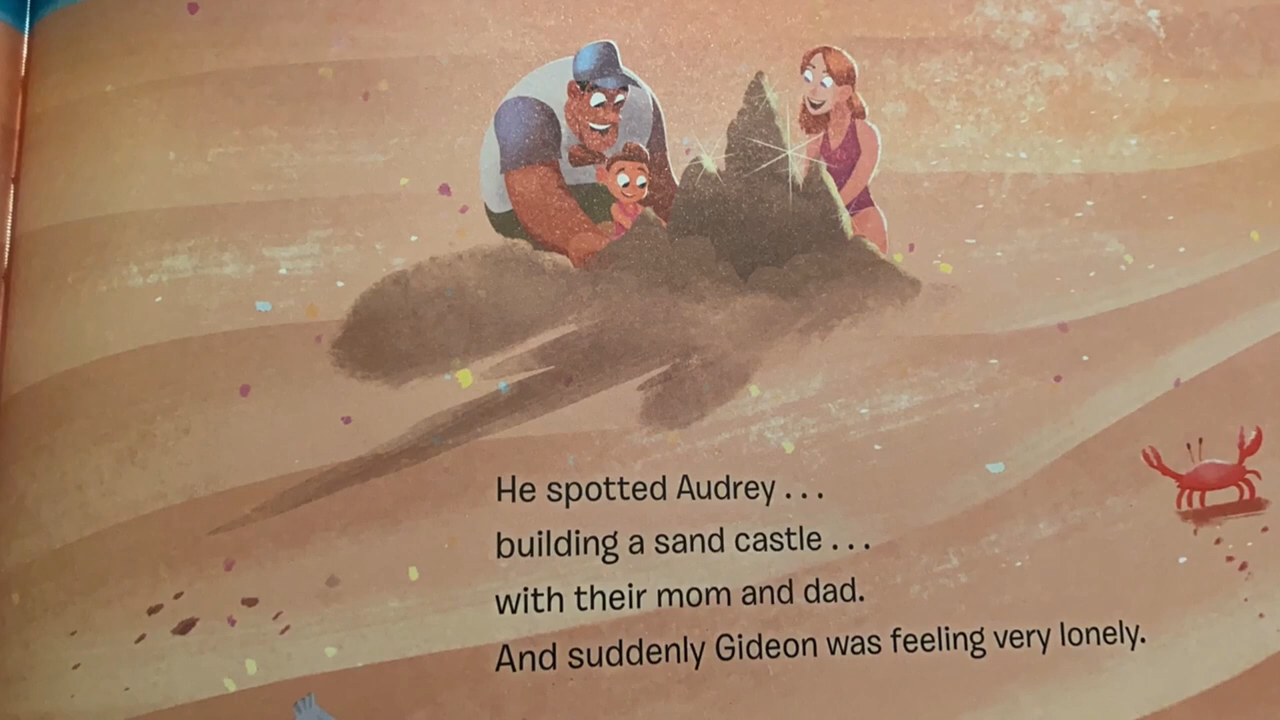 He spotted Audrey . . .
building a sand castle . . .
with their mom and dad.
And suddenly Gideon was feeling very lonely.